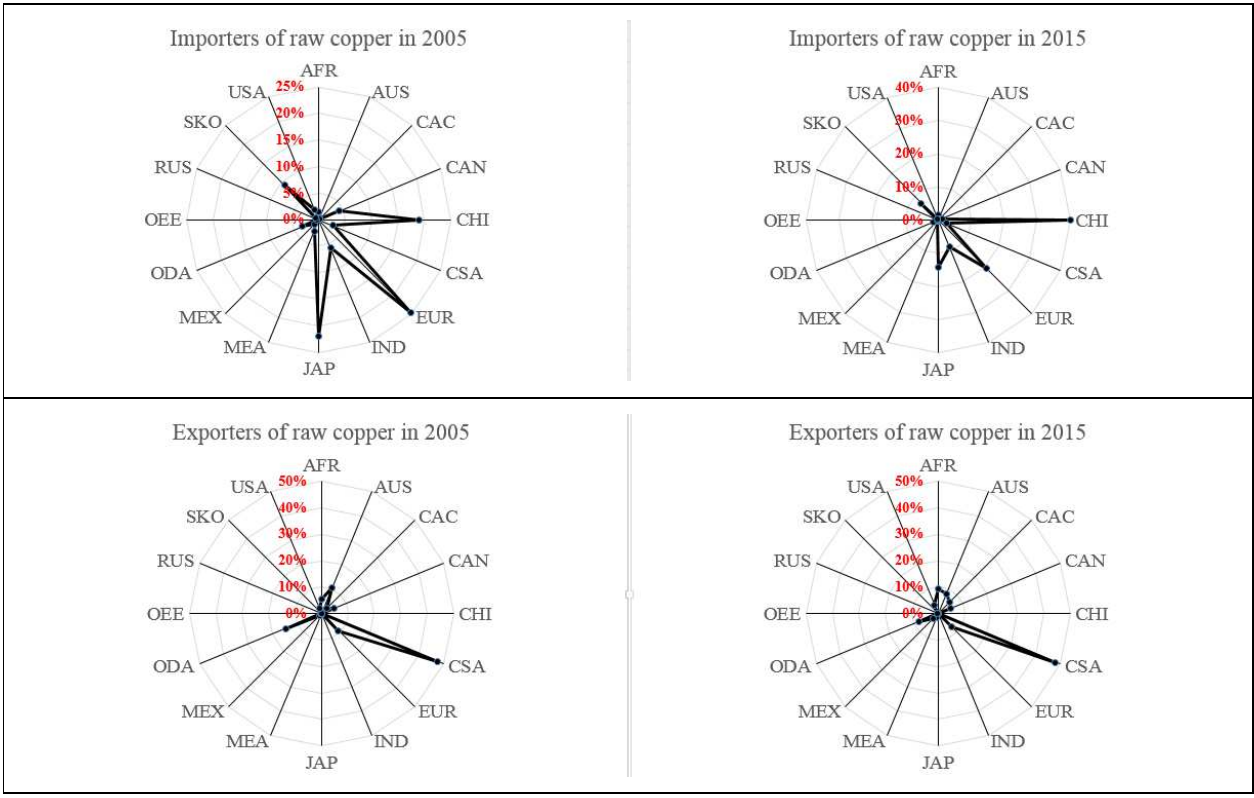 Importers of raw copper in 2005
AFR
25%
USA
AUS
20%
SKO
CAC
15%
RUS
10%
CAN
5%
OEE
0%
CHI
ODA
CSA
MEX
EUR
MEA
IND
JAP
Importers of raw copper in 2015
AFR
40%
USA
AUS
30%
SKO
CAC
20%
RUS
CAN
10%
OEE
0%
CHI
ODA
CSA
MEX
EUR
MEA
IND
JAP
Exporters of raw copper in 2005
AFR
50%
USA
AUS
40%
SKO
CAC
30%
RUS
20%
CAN
10%
OEE
0%
CHI
ODA
CSA
MEX
EUR
MEA
IND
JAP
Exporters of raw copper in 2015
AFR
50%
USA
AUS
40%
SKO
CAC
30%
RUS
20%
CAN
10%
OEE
0%
CHI
ODA
CSA
MEX
EUR
MEA
IND
JAP